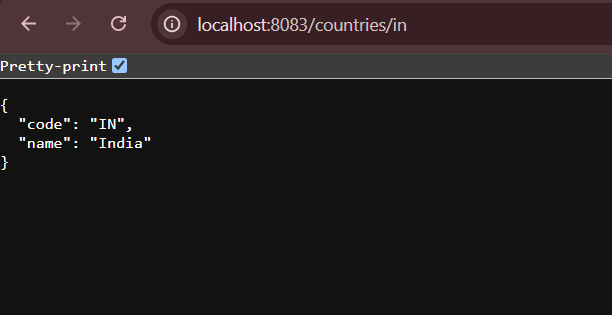 localhost:8083/countries/in
Pretty-print
{
  "code": "IN",
  "name": "India"
}